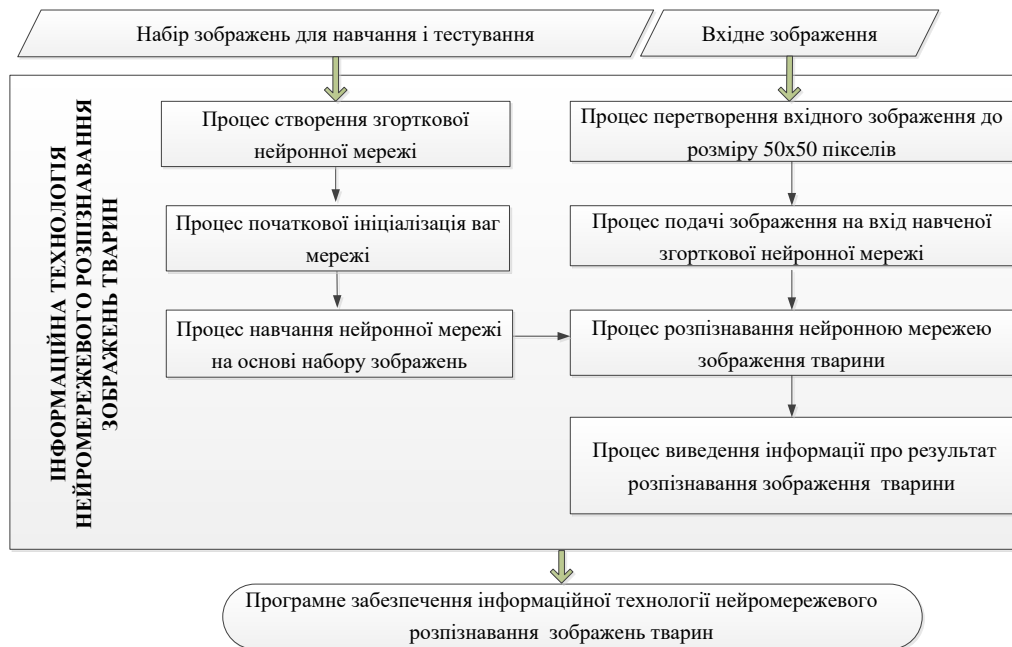 Набір зображень для навчання і тестування
Вхідне зображення
ІНФОРМАЦІЙНА ТЕХНОЛОГІЯ
НЕЙРОМЕРЕЖЕВОГО РОЗПІЗНАВАННЯ
ЗОБРАЖЕНЬ ТВАРИН
Процес створення згорткової
нейронної мережі
Процес початкової ініціалізація ваг
мережі
Процес навчання нейронної мережі
на основі набору зображень
Процес перетворення вхідного зображення до
розміру 50х50 пікселів
Процес подачі зображення на вхід навченої
згорткової нейронної мережі
Процес розпізнавання нейронною мережею
зображення тварини
Процес виведення інформації про результат
розпізнавання зображення тварини
Програмне забезпечення інформаційної технології нейромережевого
розпізнавання зображень тварин